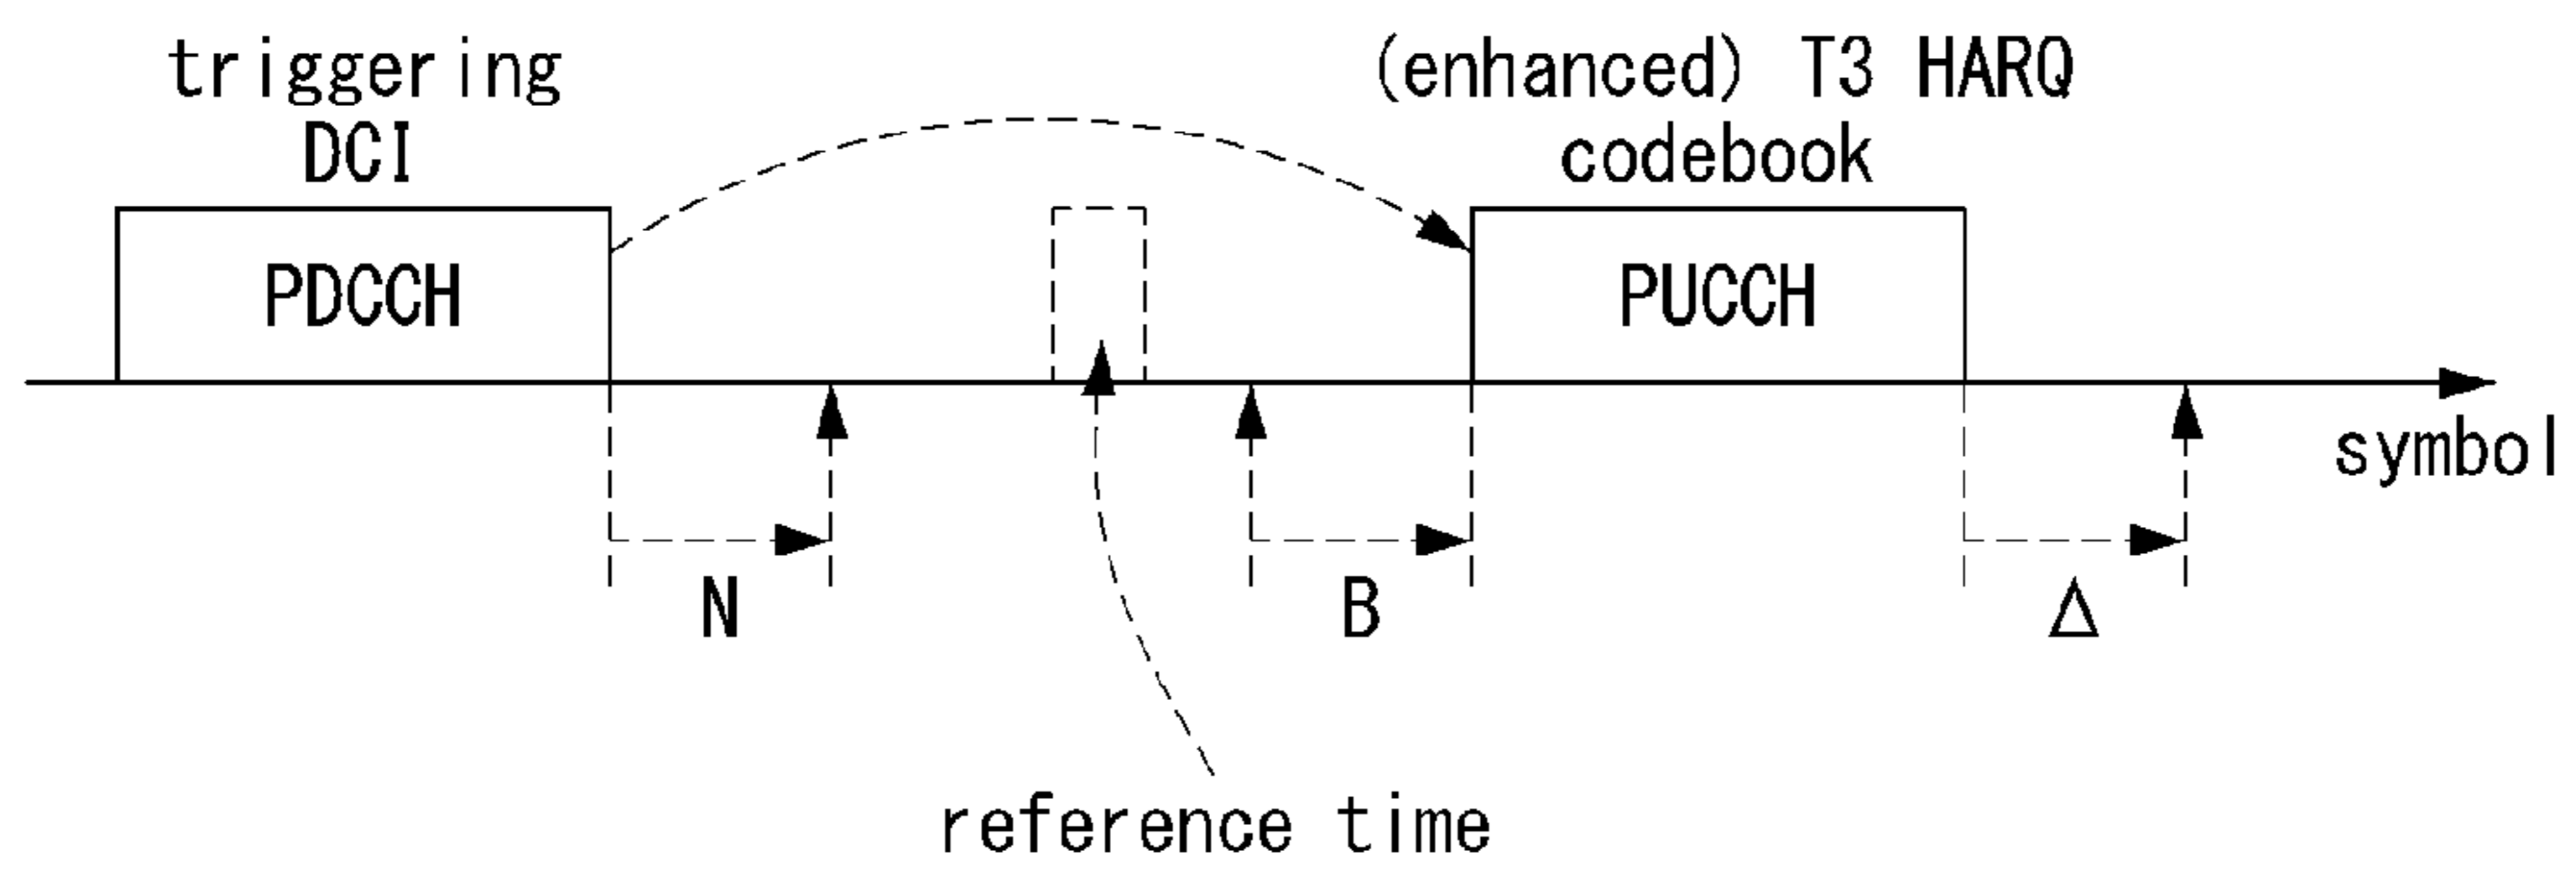 triggering
DCI
(enhanced) T3 HARQ
codebook
PDCCH
PUCCH
symbol
N
B
Δ
reference time